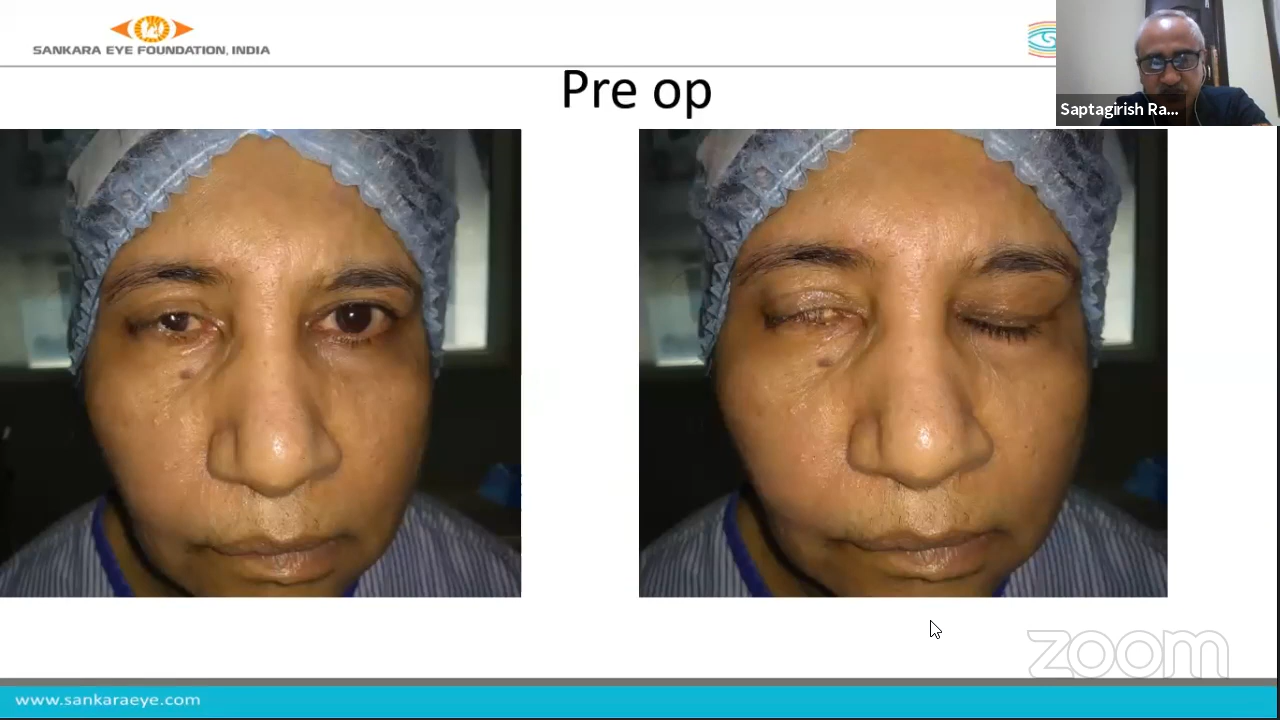 SANKARA EYE FOUNDATION, INDIA
Pre op
Saptagirish Ra...
zoom
www.sankaraeye.com